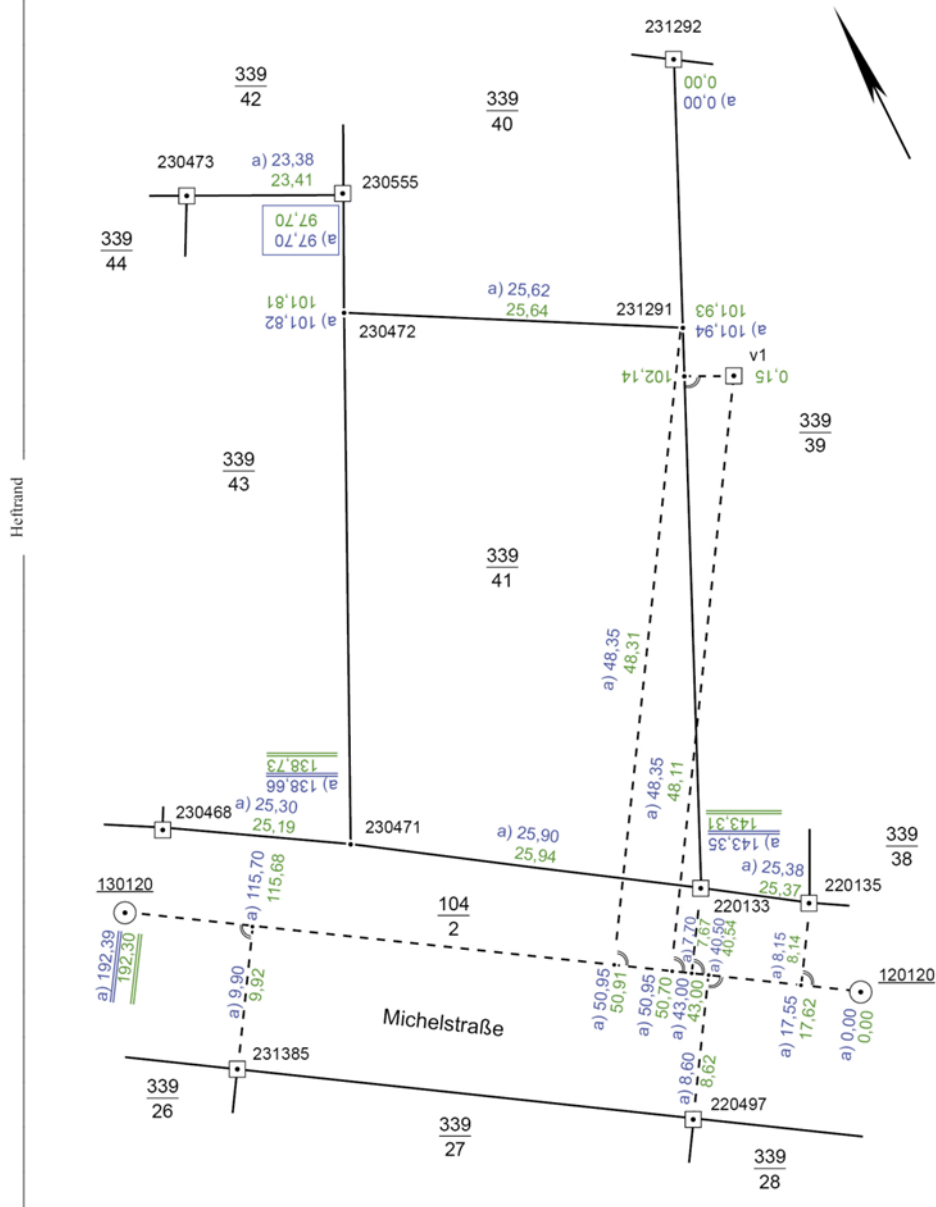 231292
0,00
a) 0,00
339
42
339
40
230473
a) 23,38
23,41
230555
97,70
a) 97,70
339
44
101,81
a) 101,82
230472
a) 25,62
25,64
231291
101,93
a) 101,94
v1
102,14
0,15
339
39
339
43
Heftrand
339
41
a) 48,35
48,31
a) 48,35
48,11
138,73
a) 138,66
143,31
a) 143,35
230468
a) 25,30
25,19
230471
a) 25,90
25,94
a) 25,38
25,37
339
38
220135
220133
130120
a) 192,39
192,30
a) 115,70
115,68
104
2
a) 7,70
7,67
a) 40,50
40,54
a) 8,15
8,14
120120
a) 0,00
0,00
a) 9,90
9,92
a) 50,95
50,91
a) 50,95
50,70
a) 43,00
43,00
a) 17,55
17,62
Michelstraße
231385
a) 8,60
8,62
220497
339
26
339
27
339
28